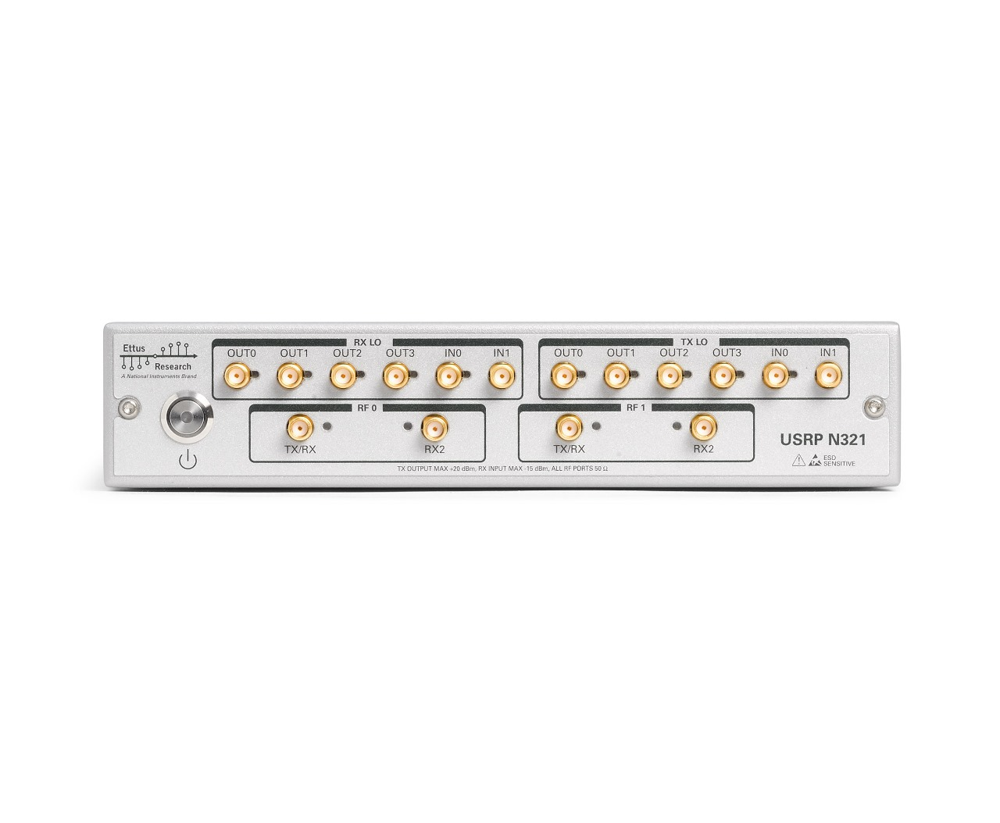 Ettus
Research
A National Instruments Brand
RX LO
OUT0 OUT1 OUT2 OUT3 IN0 IN1
TX LO
OUT0 OUT1 OUT2 OUT3 IN0 IN1
RF 0
TX/RX RX2
RF 1
TX/RX RX2
USRP N321
ESD
SENSITIVE
TX OUTPUT MAX +20 dBm, RX INPUT MAX -15 dBm, ALL RF PORTS 50 Ω